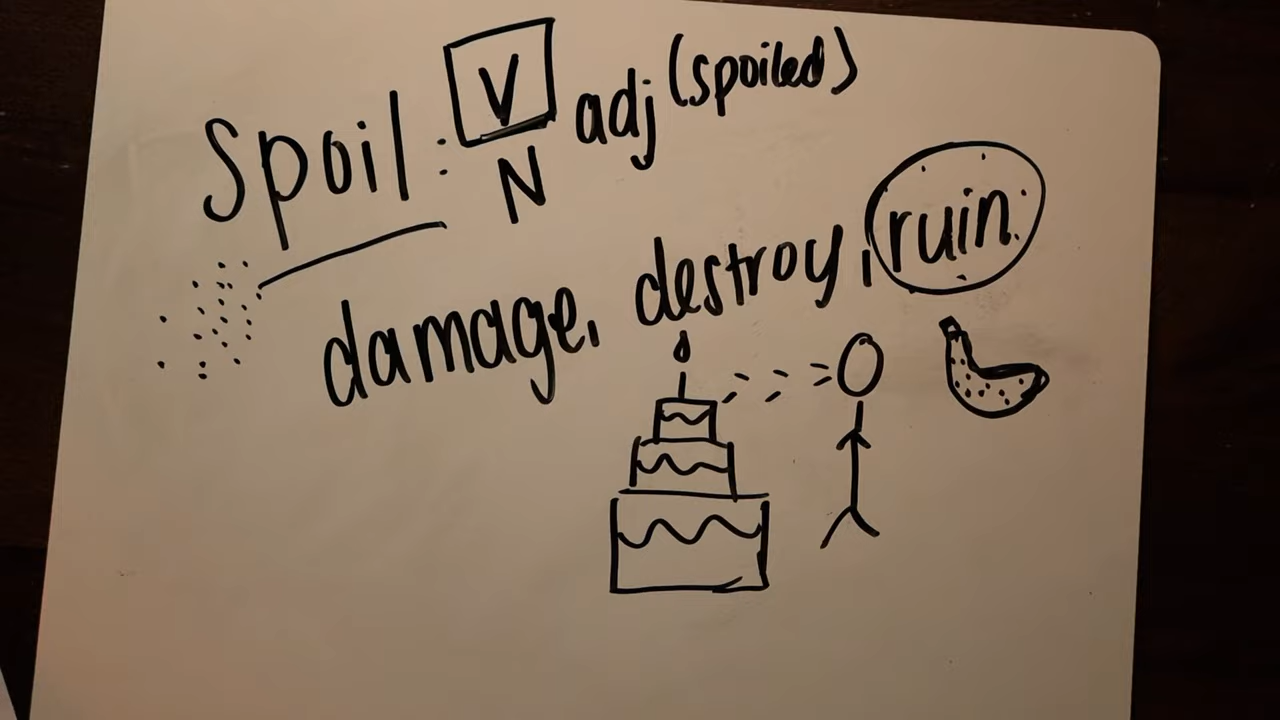 Spoil: V adj (spoiled)
N
damage, destroy, ruin